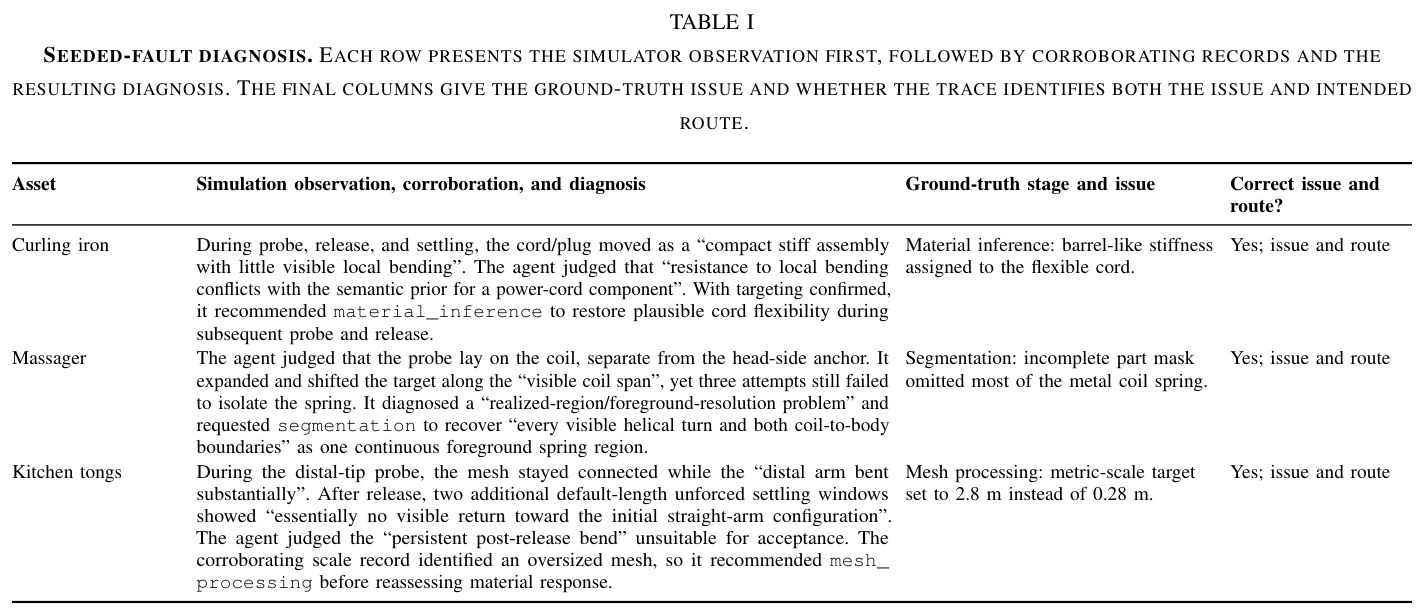 TABLE I
SEEDED-FAULT DIAGNOSIS. EACH ROW PRESENTS THE SIMULATOR OBSERVATION FIRST, FOLLOWED BY CORROBORATING RECORDS AND THE
RESULTING DIAGNOSIS. THE FINAL COLUMNS GIVE THE GROUND-TRUTH ISSUE AND WHETHER THE TRACE IDENTIFIES BOTH THE ISSUE AND INTENDED
ROUTE.
Asset
Simulation observation, corroboration, and diagnosis
Ground-truth stage and issue
Correct issue and
route?
Curling iron
During probe, release, and settling, the cord/plug moved as a “compact stiff assembly
with little visible local bending”. The agent judged that “resistance to local bending
conflicts with the semantic prior for a power-cord component”. With targeting confirmed,
it recommended material_inference to restore plausible cord flexibility during
subsequent probe and release.
Material inference: barrel-like stiffness
assigned to the flexible cord.
Yes; issue and route
Massager
The agent judged that the probe lay on the coil, separate from the head-side anchor. It
expanded and shifted the target along the “visible coil span”, yet three attempts still failed
to isolate the spring. It diagnosed a “realized-region/foreground-resolution problem” and
requested segmentation to recover “every visible helical turn and both coil-to-body
boundaries” as one continuous foreground spring region.
Segmentation: incomplete part mask
omitted most of the metal coil spring.
Yes; issue and route
Kitchen tongs
During the distal-tip probe, the mesh stayed connected while the “distal arm bent
substantially”. After release, two additional default-length unforced settling windows
showed “essentially no visible return toward the initial straight-arm configuration”.
The agent judged the “persistent post-release bend” unsuitable for acceptance. The
corroborating scale record identified an oversized mesh, so it recommended mesh_
processing before reassessing material response.
Mesh processing: metric-scale target
set to 2.8 m instead of 0.28 m.
Yes; issue and route